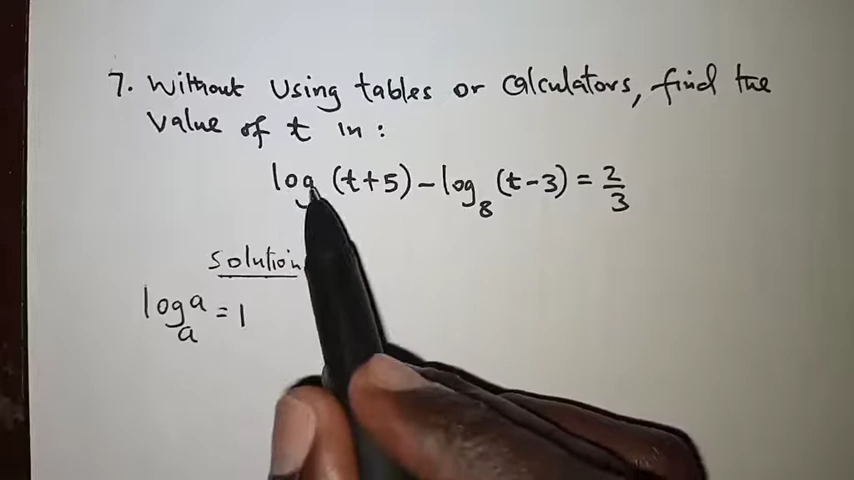 7. Without using tables or calculators, find the
value of t in:
log (t+5) - log₈ (t-3) = 2/3
Solution
logₐ a = 1